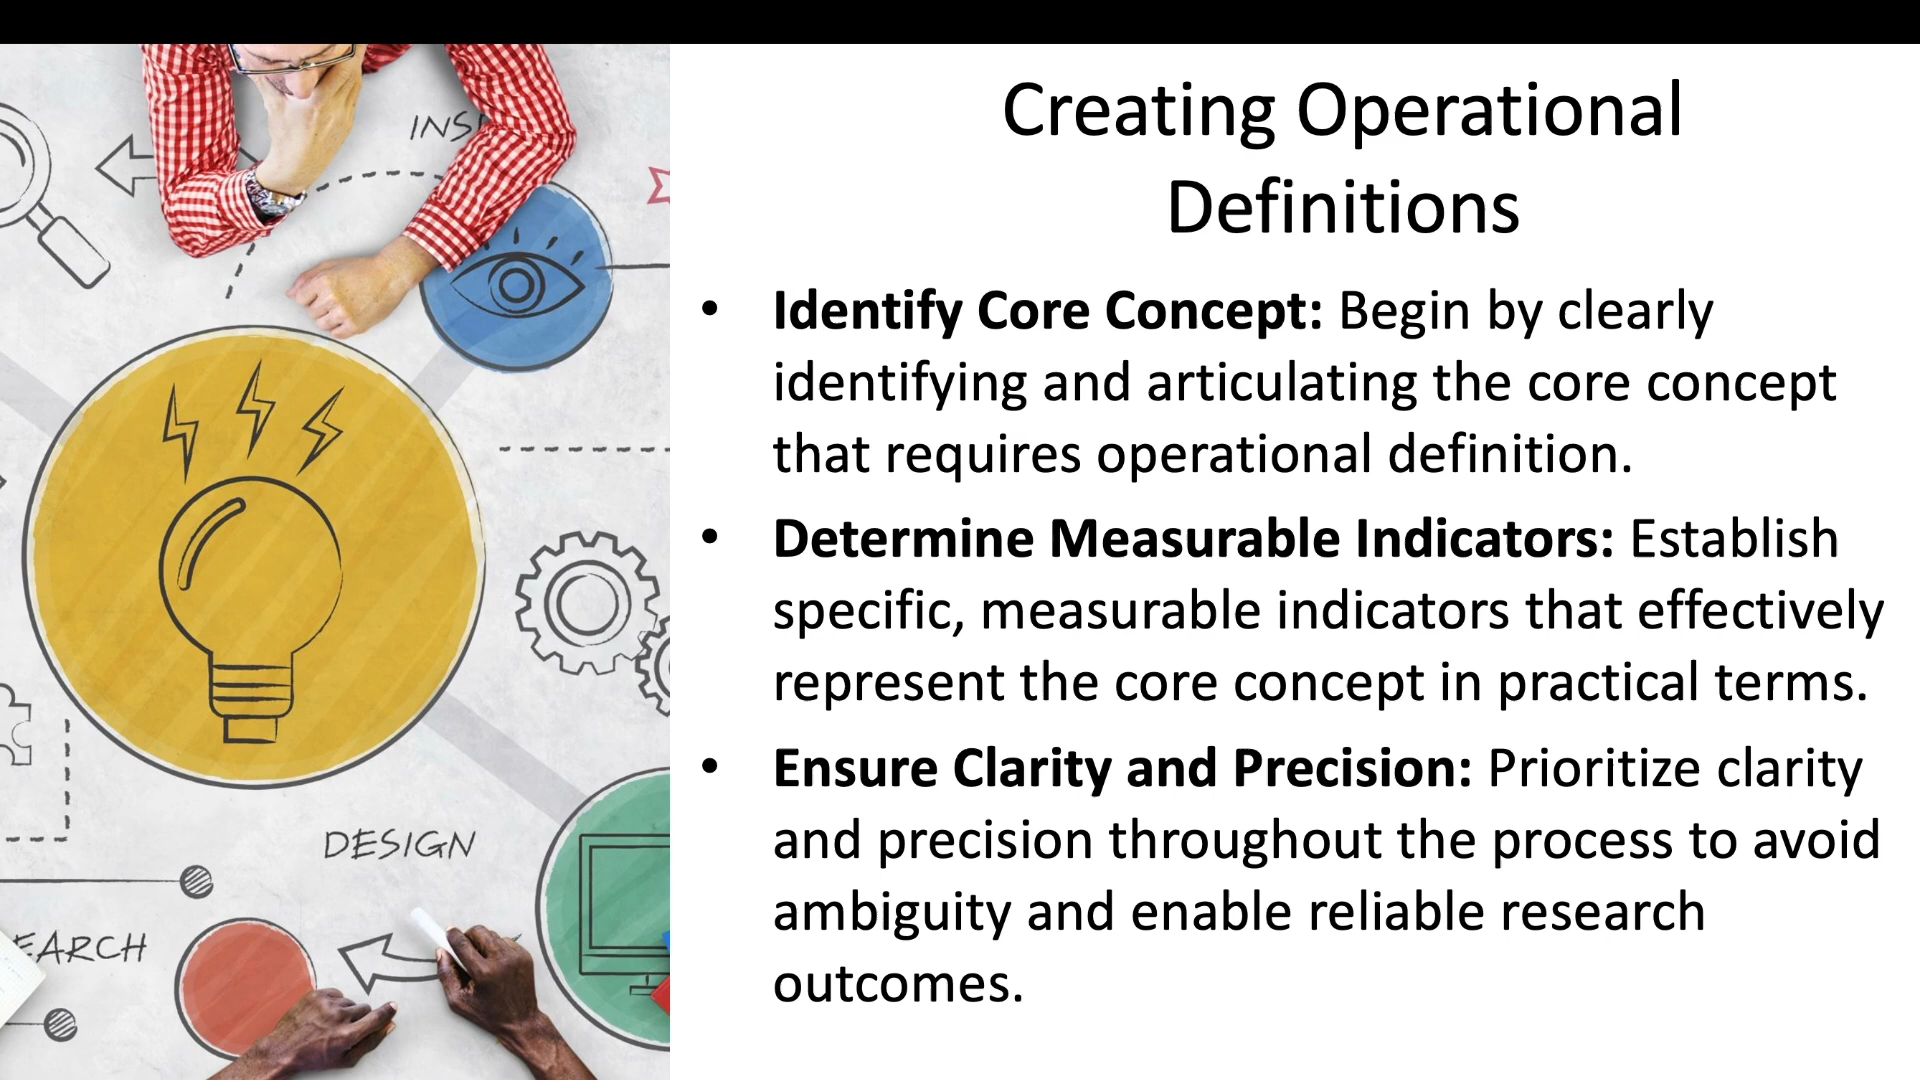 Creating Operational
Definitions
• Identify Core Concept: Begin by clearly
identifying and articulating the core concept
that requires operational definition.
• Determine Measurable Indicators: Establish
specific, measurable indicators that effectively
represent the core concept in practical terms.
• Ensure Clarity and Precision: Prioritize clarity
and precision throughout the process to avoid
ambiguity and enable reliable research
outcomes.
DESIGN